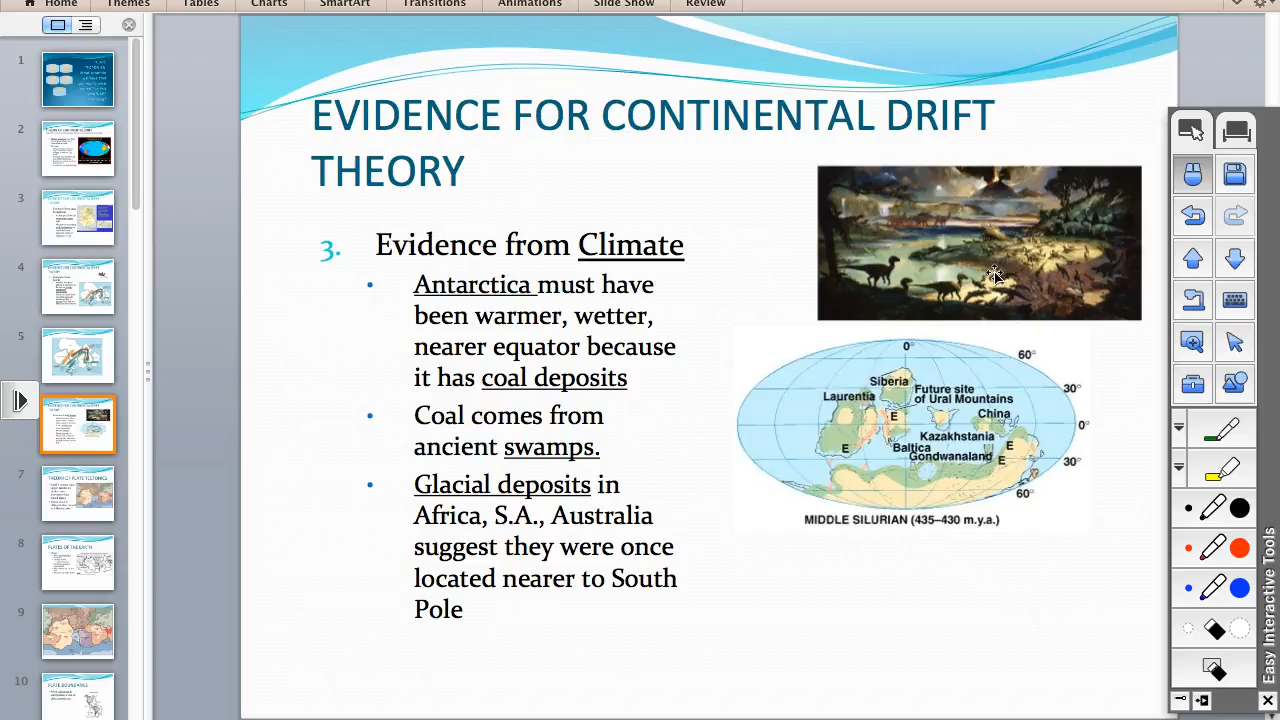 Home Themes Tables Charts SmartArt Transitions Animations Slide Show Review
1
2
3
4
5
7
THEORY OF PLATE TECTONICS
8
PLATES OF THE EARTH
9
10
PLATE BOUNDARIES
EVIDENCE FOR CONTINENTAL DRIFT
THEORY
3. Evidence from Climate
• Antarctica must have
been warmer, wetter,
nearer equator because
it has coal deposits
• Coal comes from
ancient swamps.
• Glacial deposits in
Africa, S.A., Australia
suggest they were once
located nearer to South
Pole
0°
60°
30°
0°
30°
60°
Siberia
Laurentia
Future site
of Ural Mountains
China
E
Kazakhstania
Baltica
Gondwanaland
E
E
E
MIDDLE SILURIAN (435–430 m.y.a.)
Easy Interactive Tools